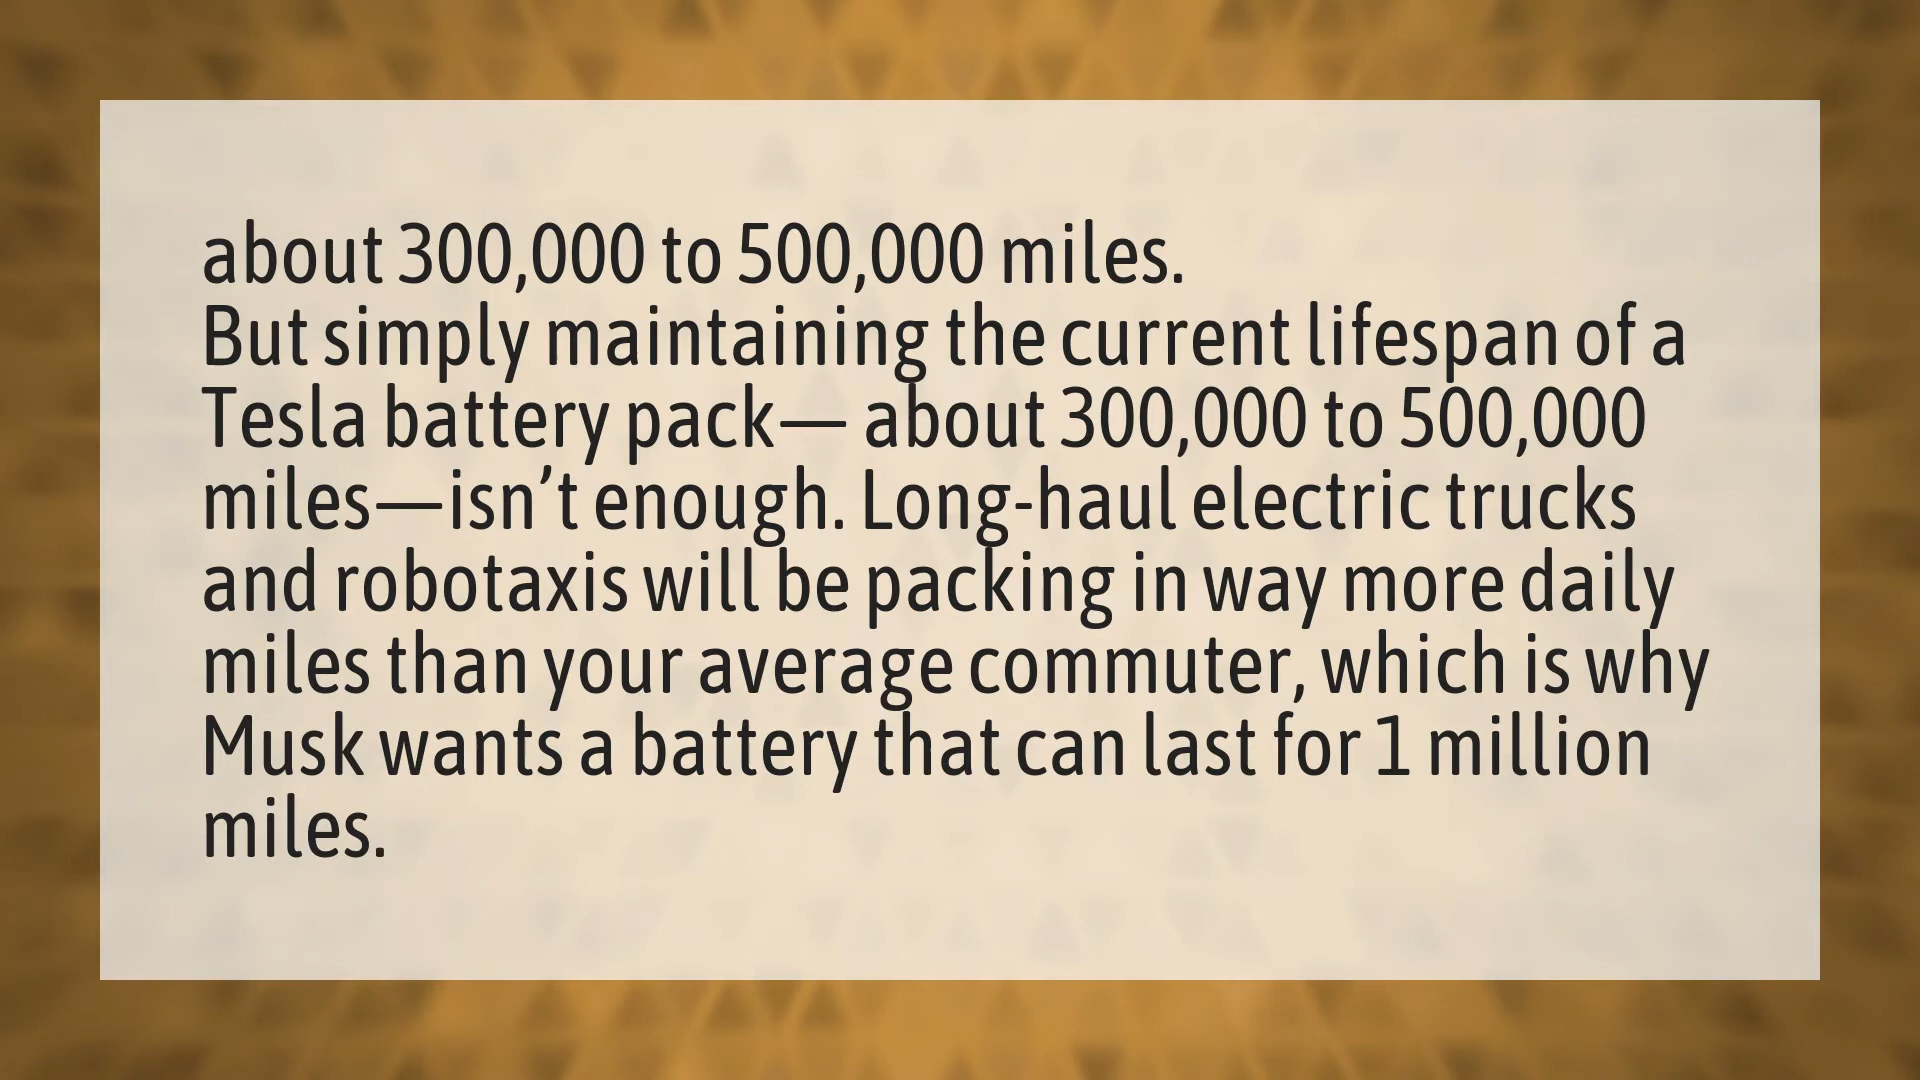 about 300,000 to 500,000 miles.
But simply maintaining the current lifespan of a
Tesla battery pack— about 300,000 to 500,000
miles—isn’t enough. Long-haul electric trucks
and robotaxis will be packing in way more daily
miles than your average commuter, which is why
Musk wants a battery that can last for 1 million
miles.